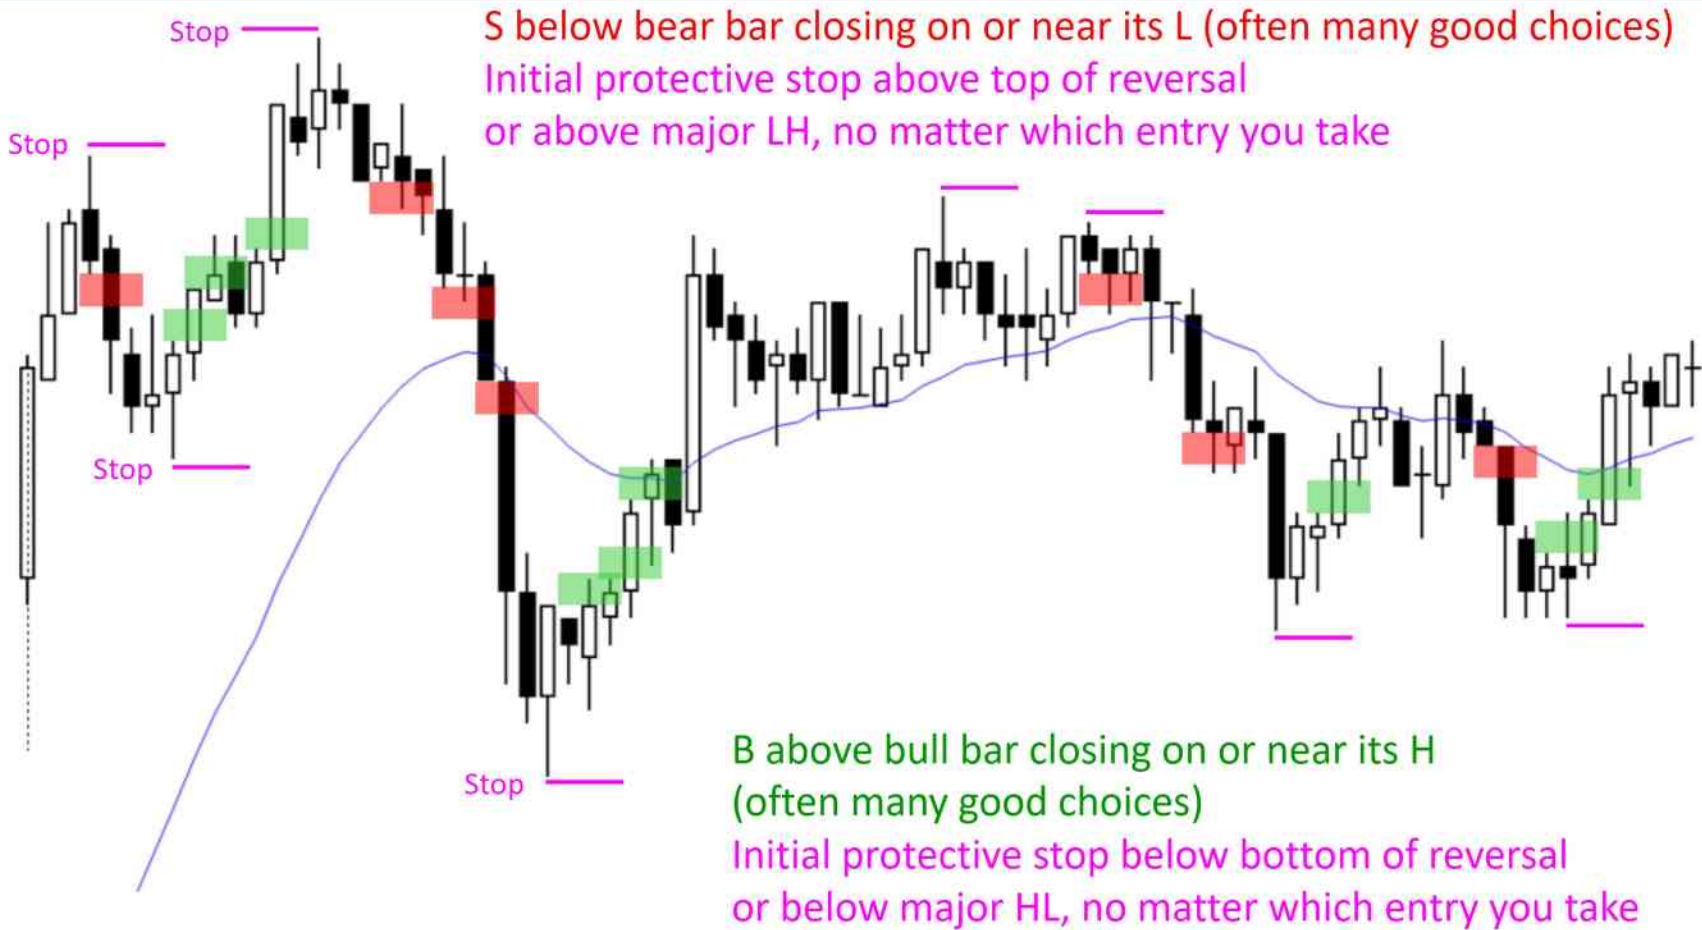 Stop
S below bear bar closing on or near its L (often many good choices)
Initial protective stop above top of reversal
or above major LH, no matter which entry you take
Stop
Stop
Stop
B above bull bar closing on or near its H
(often many good choices)
Initial protective stop below bottom of reversal
or below major HL, no matter which entry you take